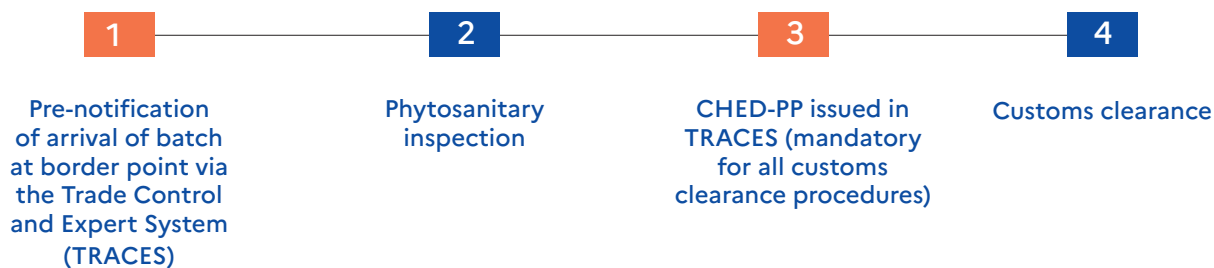 1
2
3
4
Pre-notification
of arrival of batch
at border point via
the Trade Control
and Expert System
(TRACES)
Phytosanitary
inspection
CHED-PP issued in
TRACES (mandatory
for all customs
clearance procedures)
Customs clearance